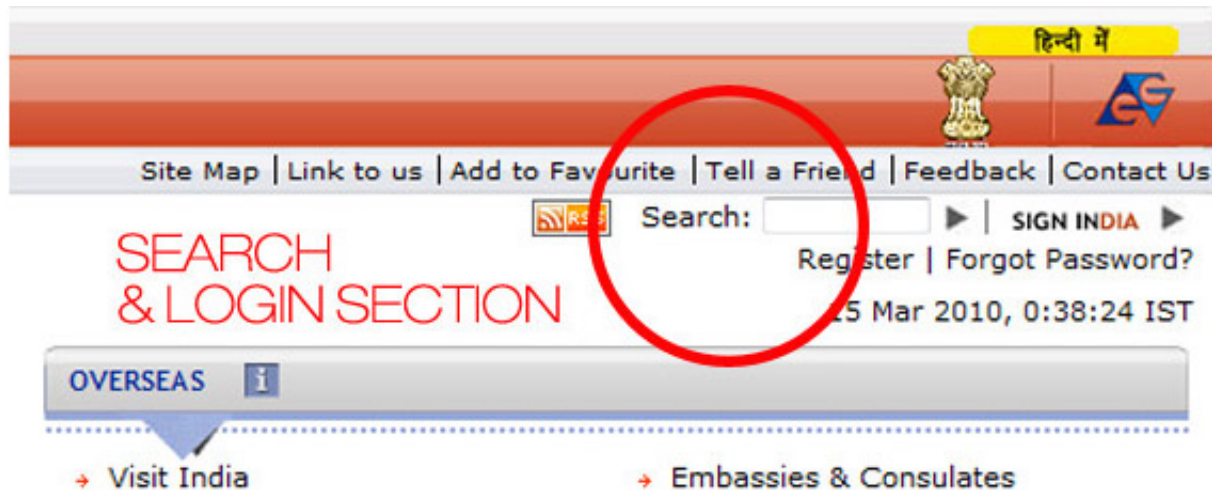 हिन्दी में
Site Map | Link to us | Add to Favourite | Tell a Friend | Feedback | Contact Us
RSS Search: SIGN INDIA
Register | Forgot Password?
SEARCH
& LOGIN SECTION
15 Mar 2010, 0:38:24 IST
OVERSEAS i
Visit India
Embassies & Consulates